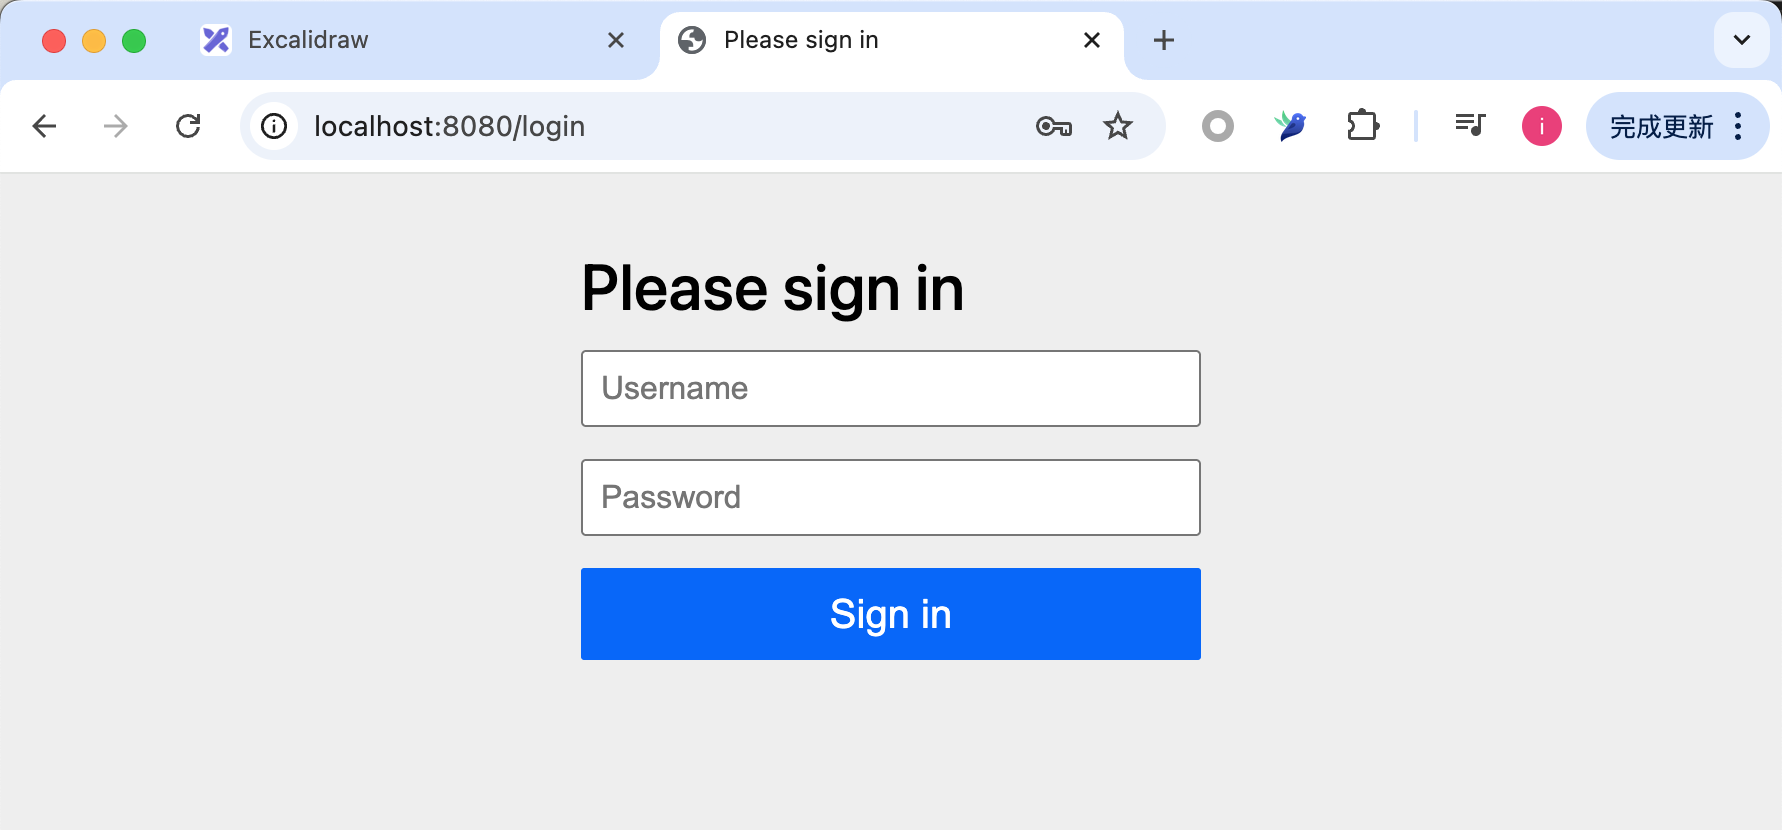 Excalidraw
Please sign in
localhost:8080/login
i
完成更新
Please sign in
Username
Password
Sign in